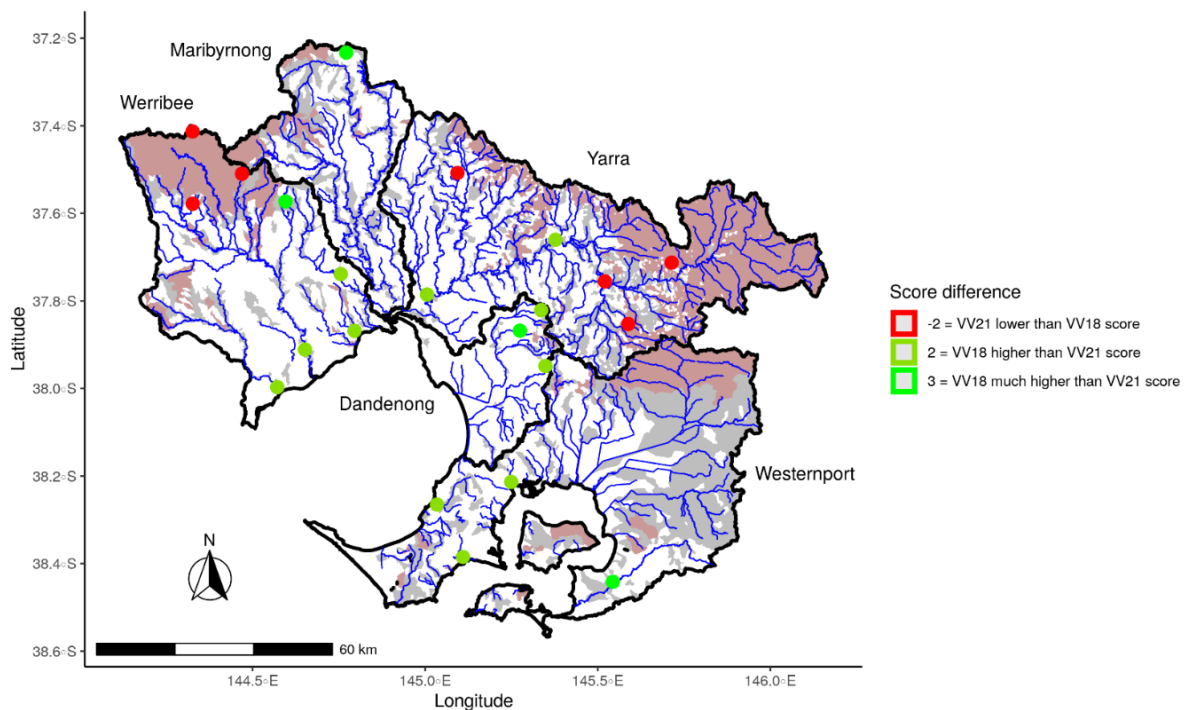 Maribyrnong
Werribee
Yarra
Dandenong
Westernport
N
60 km
37.2°S
37.4°S
37.6°S
37.8°S
38.0°S
38.2°S
38.4°S
38.6°S
Latitude
144.5°E
145.0°E
145.5°E
146.0°E
Longitude
Score difference
-2 = VV21 lower than VV18 score
2 = VV18 higher than VV21 score
3 = VV18 much higher than VV21 score